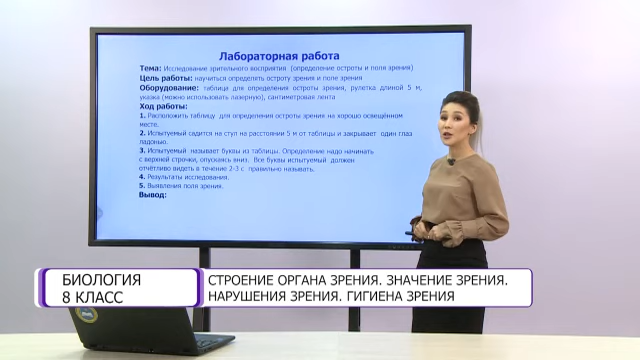 Лабораторная работа
Тема: Исследование зрительного восприятия (определение остроты и поля зрения)
Цель работы: научиться определять остроту зрения и поле зрения
Оборудование: таблица для определения остроты зрения, рулетка длиной 5 м,
указка (можно использовать лазерную), сантиметровая лента
Ход работы:
1. Расположить таблицу для определения остроты зрения на хорошо освещённом
месте.
2. Испытуемый садится на стул на расстоянии 5 м от таблицы и закрывает один глаз
ладонью.
3. Испытуемый называет буквы из таблицы. Определение надо начинать
с верхней строчки, опускаясь вниз. Все буквы испытуемый должен
отчётливо видеть в течение 2-3 с правильно называть.
4. Результаты исследования.
5. Выявления поля зрения.
Вывод:
БИОЛОГИЯ
8 КЛАСС
СТРОЕНИЕ ОРГАНА ЗРЕНИЯ. ЗНАЧЕНИЕ ЗРЕНИЯ.
НАРУШЕНИЯ ЗРЕНИЯ. ГИГИЕНА ЗРЕНИЯ